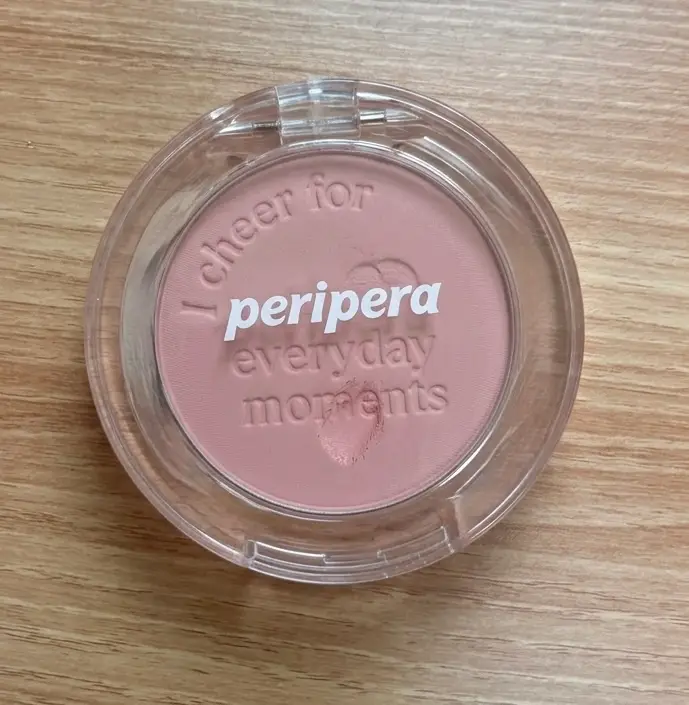 I cheer for
peripera
everyday
moments